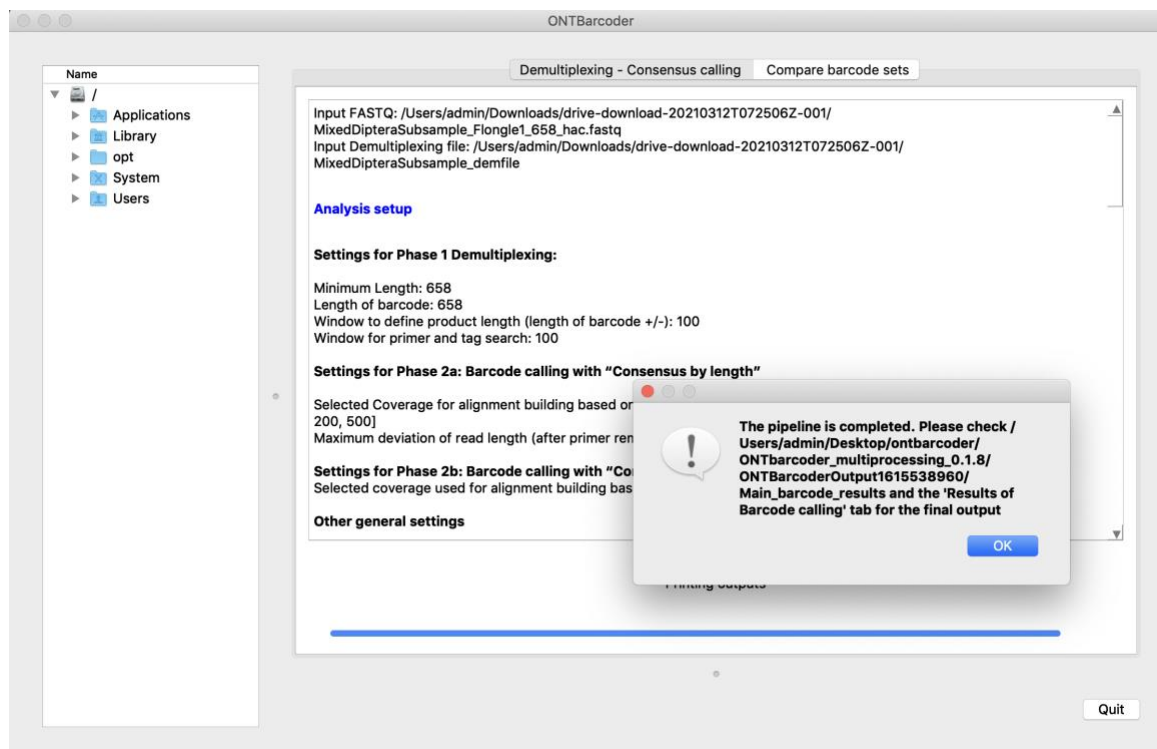 ONTBarcoder
Name
/
Applications
Library
opt
System
Users
Demultiplexing - Consensus calling
Compare barcode sets
Input FASTQ: /Users/admin/Downloads/drive-download-20210312T072506Z-001/
MixedDipteraSubsample_Flongle1_658_hac.fastq
Input Demultiplexing file: /Users/admin/Downloads/drive-download-20210312T072506Z-001/
MixedDipteraSubsample_demfile
Analysis setup
Settings for Phase 1 Demultiplexing:
Minimum Length: 658
Length of barcode: 658
Window to define product length (length of barcode +/-): 100
Window for primer and tag search: 100
Settings for Phase 2a: Barcode calling with “Consensus by length”
Selected Coverage for alignment building based or
200, 500]
Maximum deviation of read length (after primer ren
Settings for Phase 2b: Barcode calling with “Co
Selected coverage used for alignment building bas
Other general settings
The pipeline is completed. Please check /
Users/admin/Desktop/ontbarcoder/
ONTbarcoder_multiprocessing_0.1.8/
ONTBarcoderOutput1615538960/
Main_barcode_results and the 'Results of
Barcode calling' tab for the final output
OK
Printing outputs
Quit